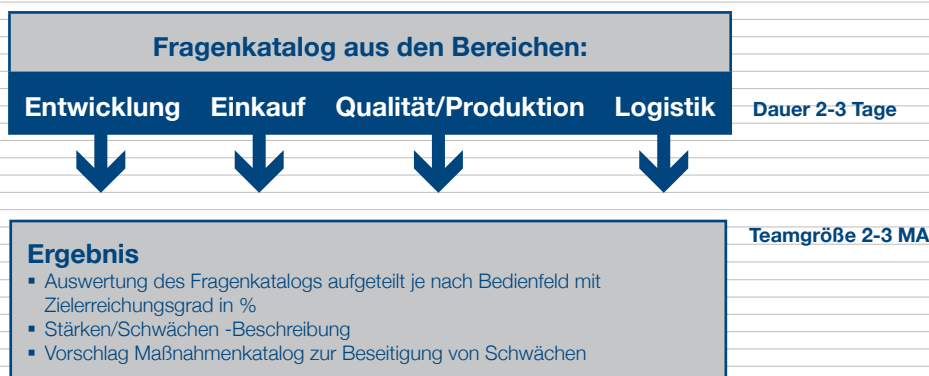 Fragenkatalog aus den Bereichen:
Entwicklung Einkauf Qualität/Produktion Logistik
Dauer 2-3 Tage
Teamgröße 2-3 MA
Ergebnis
▪ Auswertung des Fragenkatalogs aufgeteilt je nach Bedienfeld mit
Zielerreichungsgrad in %
▪ Stärken/Schwächen -Beschreibung
▪ Vorschlag Maßnahmenkatalog zur Beseitigung von Schwächen